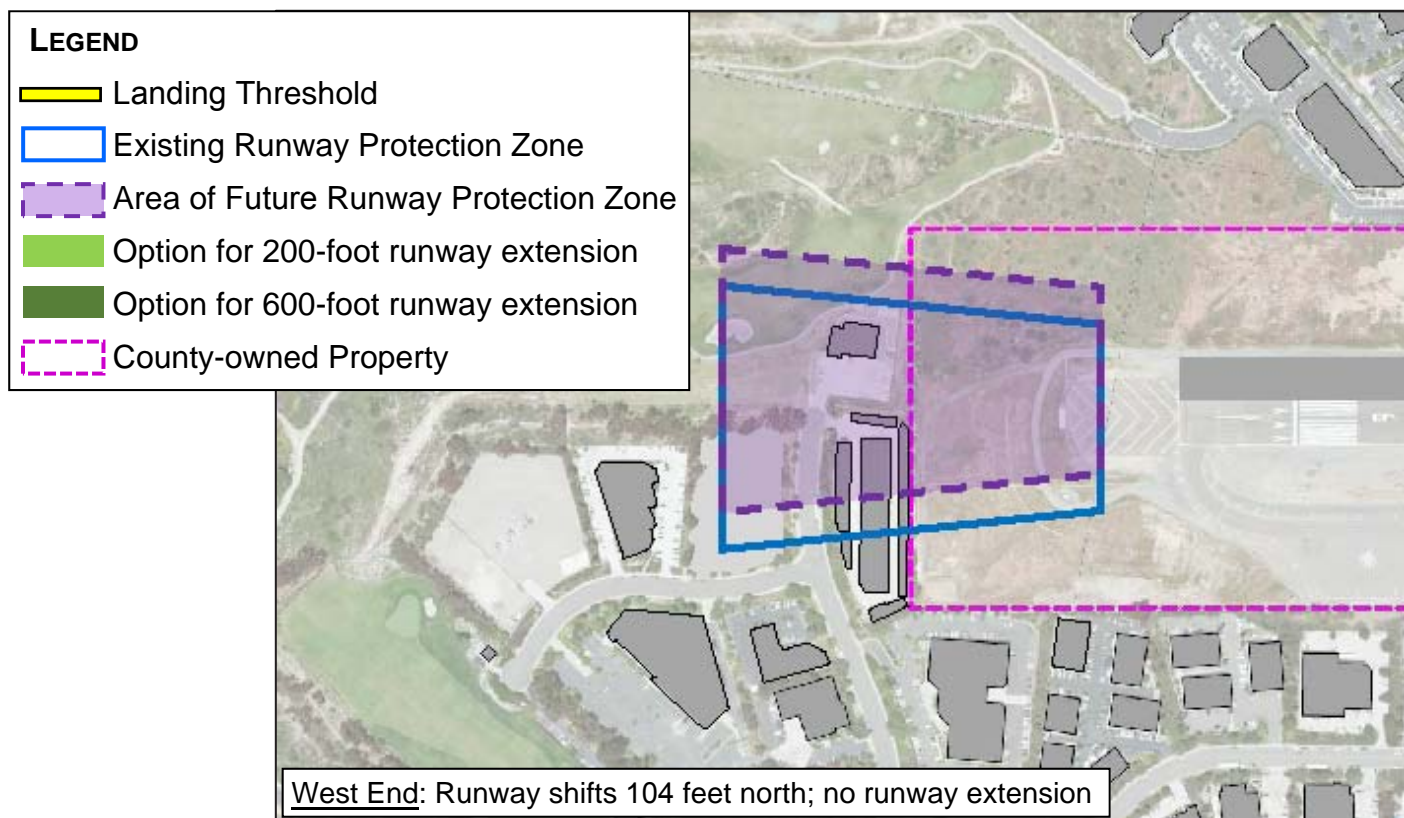 LEGEND
Landing Threshold
Existing Runway Protection Zone
Area of Future Runway Protection Zone
Option for 200-foot runway extension
Option for 600-foot runway extension
County-owned Property
West End: Runway shifts 104 feet north; no runway extension